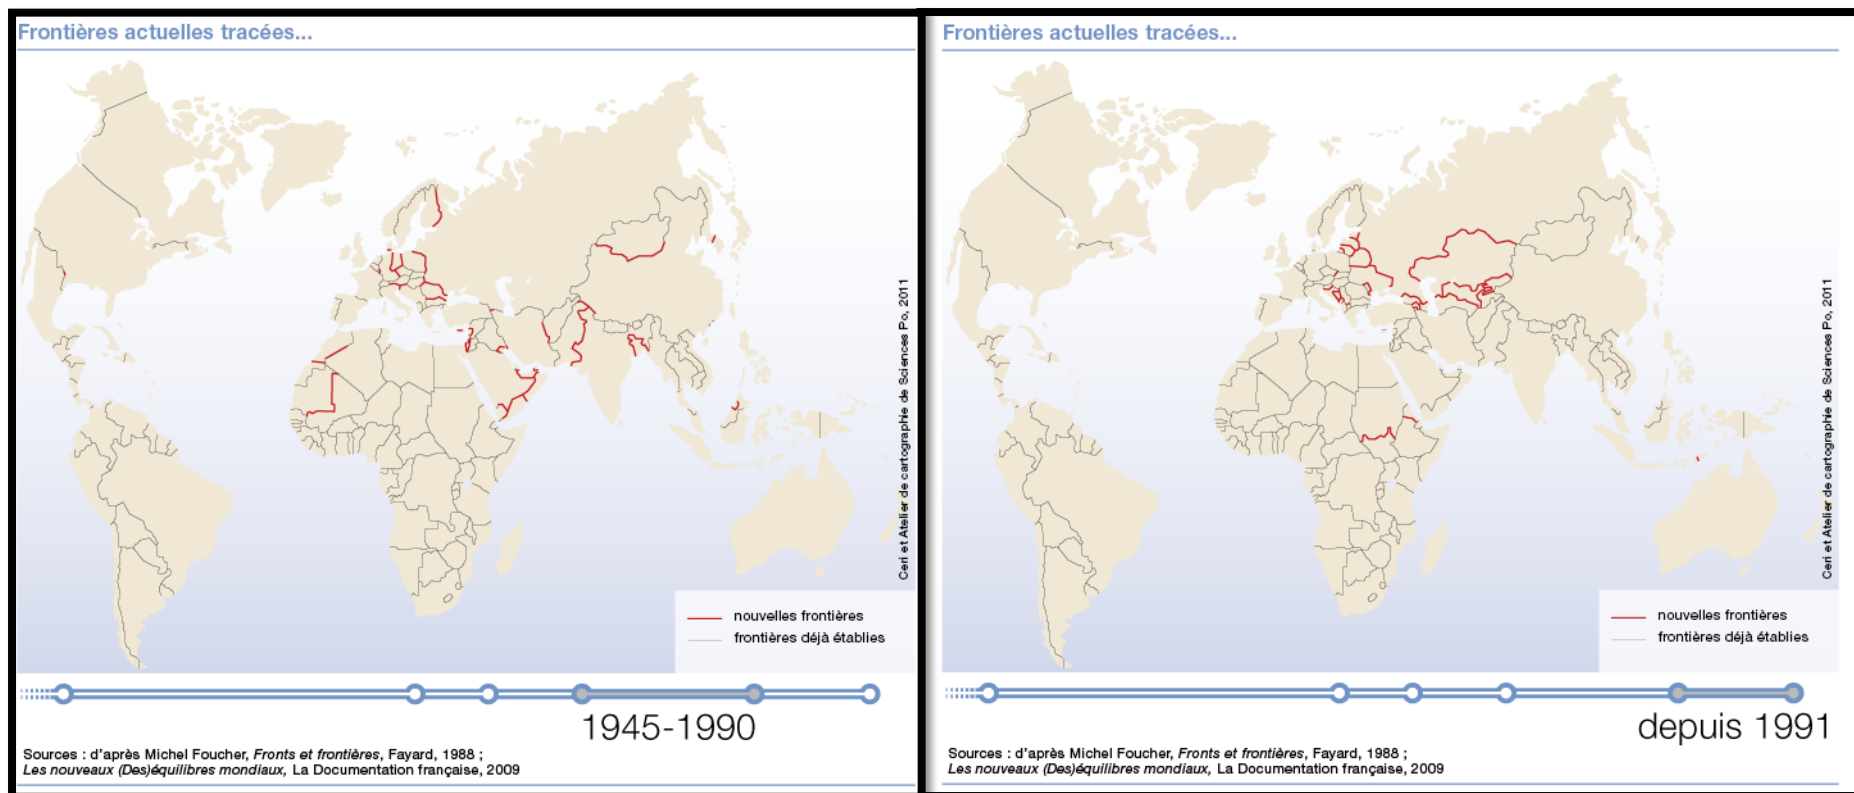 Frontières actuelles tracées...
nouvelles frontières
frontières déjà établies
Ceri et Atelier de cartographie de Sciences Po, 2011
1945-1990
Sources : d'après Michel Foucher, Fronts et frontières, Fayard, 1988 ;
Les nouveaux (Des)équilibres mondiaux, La Documentation française, 2009
Frontières actuelles tracées...
nouvelles frontières
frontières déjà établies
Ceri et Atelier de cartographie de Sciences Po, 2011
depuis 1991
Sources : d'après Michel Foucher, Fronts et frontières, Fayard, 1988 ;
Les nouveaux (Des)équilibres mondiaux, La Documentation française, 2009